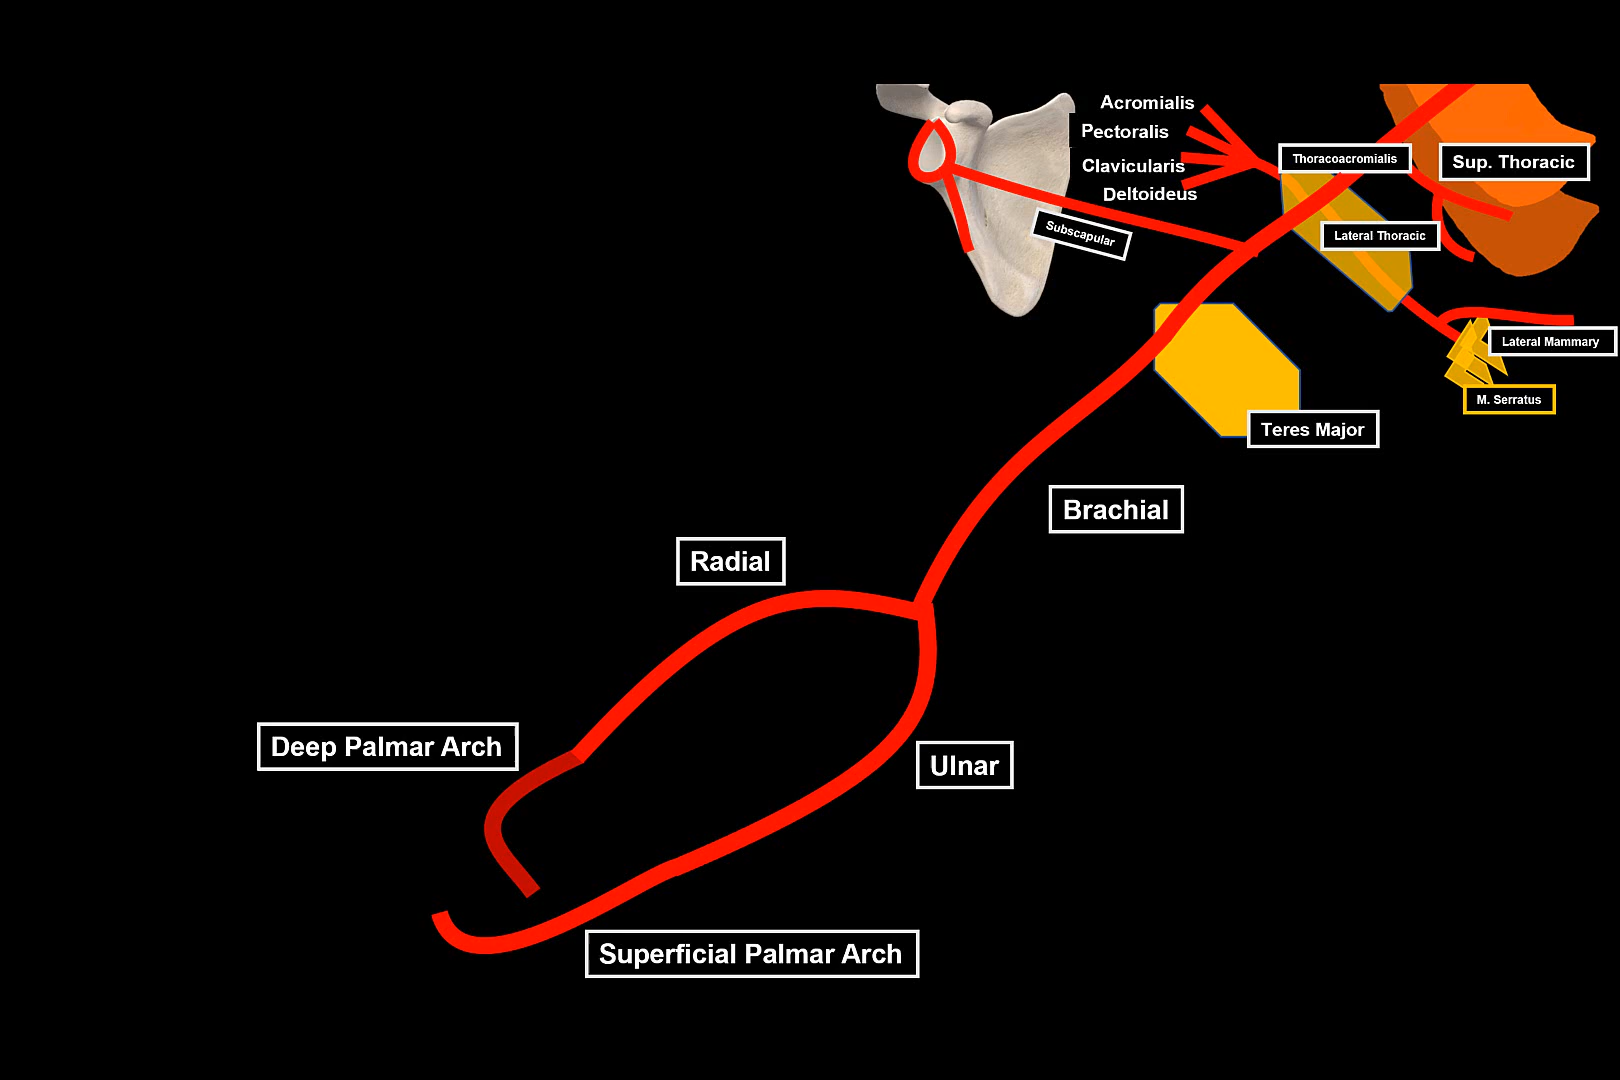 Acromialis
Pectoralis
Clavicularis
Deltoideus
Thoracoacromialis
Sup. Thoracic
Subscapular
Lateral Thoracic
Lateral Mammary
M. Serratus
Teres Major
Brachial
Radial
Deep Palmar Arch
Ulnar
Superficial Palmar Arch